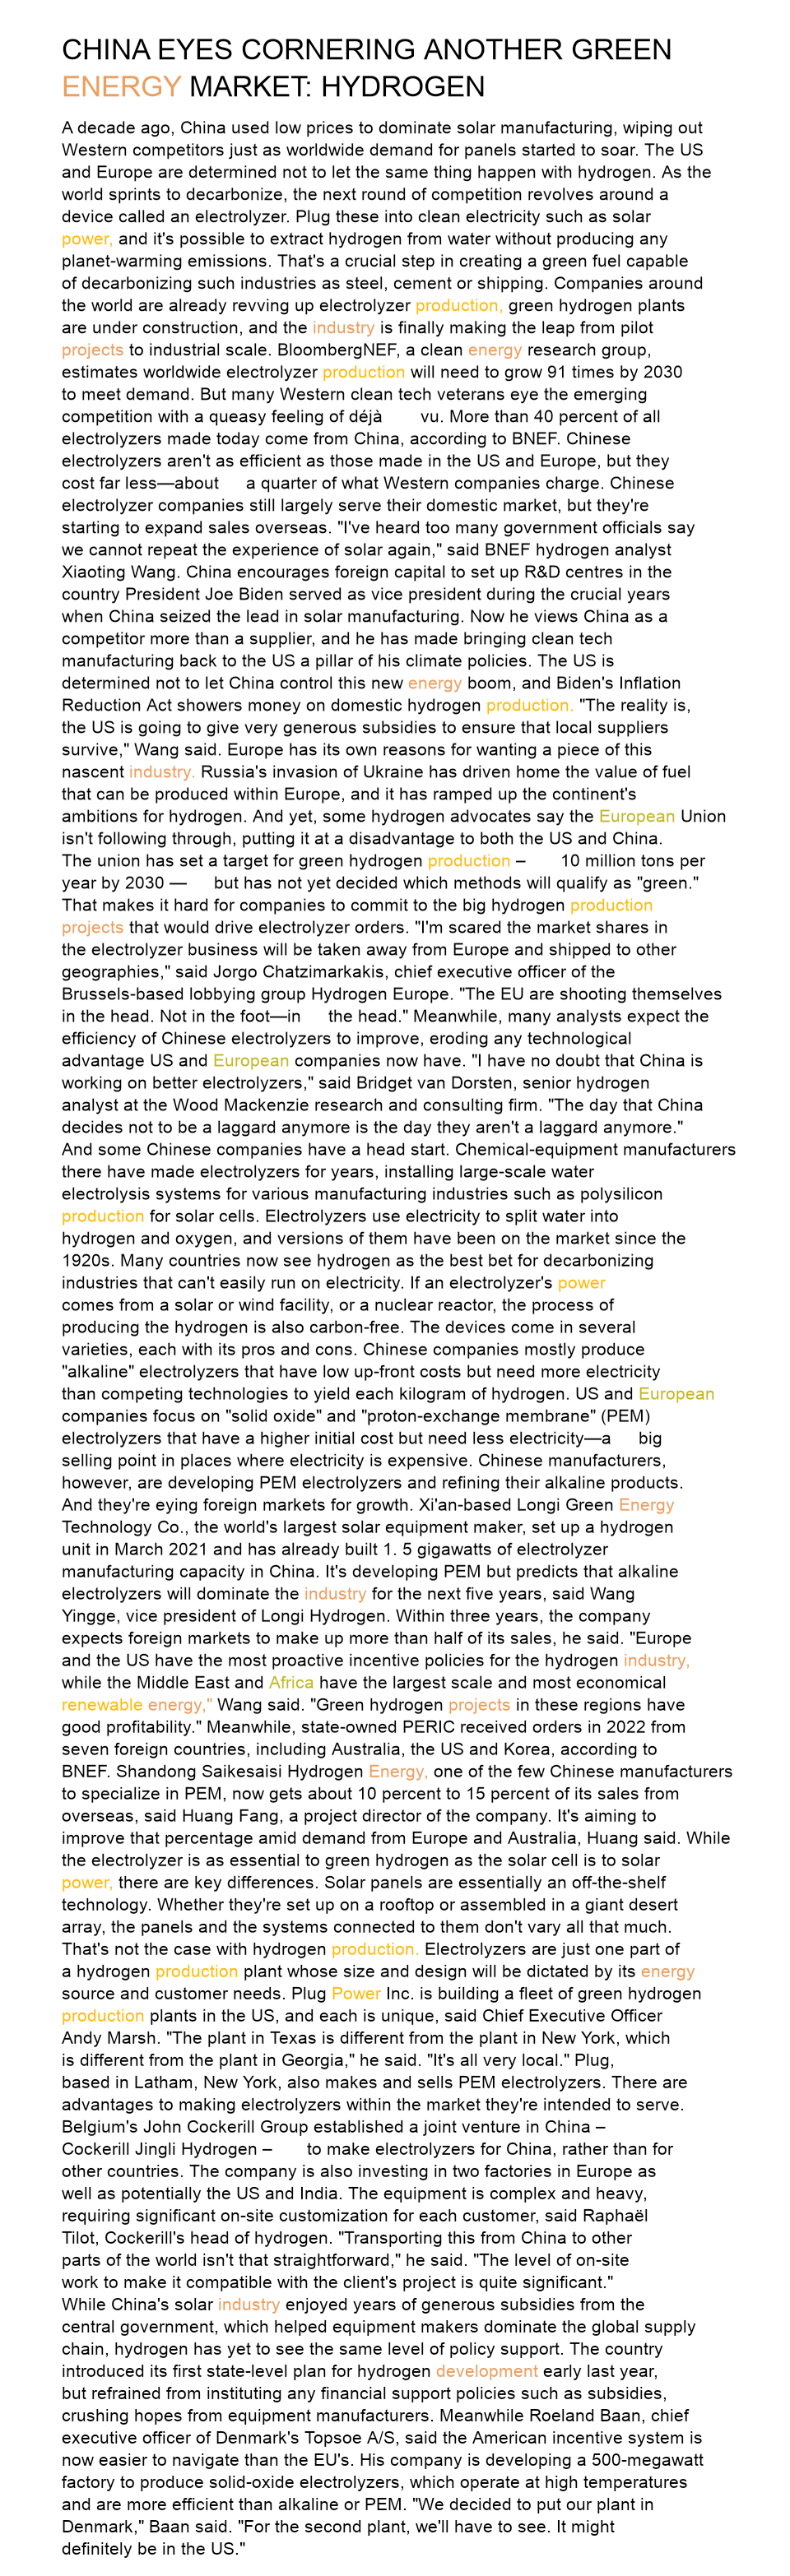 CHINA EYES CORNERING ANOTHER GREEN
ENERGY MARKET: HYDROGEN
A decade ago, China used low prices to dominate solar manufacturing, wiping out
Western competitors just as worldwide demand for panels started to soar. The US
and Europe are determined not to let the same thing happen with hydrogen. As the
world sprints to decarbonize, the next round of competition revolves around a
device called an electrolyzer. Plug these into clean electricity such as solar
power, and it's possible to extract hydrogen from water without producing any
planet-warming emissions. That's a crucial step in creating a green fuel capable
of decarbonizing such industries as steel, cement or shipping. Companies around
the world are already revving up electrolyzer production, green hydrogen plants
are under construction, and the industry is finally making the leap from pilot
projects to industrial scale. BloombergNEF, a clean energy research group,
estimates worldwide electrolyzer production will need to grow 91 times by 2030
to meet demand. But many Western clean tech veterans eye the emerging
competition with a queasy feeling of déjà vu. More than 40 percent of all
electrolyzers made today come from China, according to BNEF. Chinese
electrolyzers aren't as efficient as those made in the US and Europe, but they
cost far less—about a quarter of what Western companies charge. Chinese
electrolyzer companies still largely serve their domestic market, but they're
starting to expand sales overseas. "I've heard too many government officials say
we cannot repeat the experience of solar again," said BNEF hydrogen analyst
Xiaoting Wang. China encourages foreign capital to set up R&D centres in the
country President Joe Biden served as vice president during the crucial years
when China seized the lead in solar manufacturing. Now he views China as a
competitor more than a supplier, and he has made bringing clean tech
manufacturing back to the US a pillar of his climate policies. The US is
determined not to let China control this new energy boom, and Biden's Inflation
Reduction Act showers money on domestic hydrogen production. "The reality is,
the US is going to give very generous subsidies to ensure that local suppliers
survive," Wang said. Europe has its own reasons for wanting a piece of this
nascent industry. Russia's invasion of Ukraine has driven home the value of fuel
that can be produced within Europe, and it has ramped up the continent's
ambitions for hydrogen. And yet, some hydrogen advocates say the European Union
isn't following through, putting it at a disadvantage to both the US and China.
The union has set a target for green hydrogen production – 10 million tons per
year by 2030 — but has not yet decided which methods will qualify as "green."
That makes it hard for companies to commit to the big hydrogen production
projects that would drive electrolyzer orders. "I'm scared the market shares in
the electrolyzer business will be taken away from Europe and shipped to other
geographies," said Jorgo Chatzimarkakis, chief executive officer of the
Brussels-based lobbying group Hydrogen Europe. "The EU are shooting themselves
in the head. Not in the foot—in the head." Meanwhile, many analysts expect the
efficiency of Chinese electrolyzers to improve, eroding any technological
advantage US and European companies now have. "I have no doubt that China is
working on better electrolyzers," said Bridget van Dorsten, senior hydrogen
analyst at the Wood Mackenzie research and consulting firm. "The day that China
decides not to be a laggard anymore is the day they aren't a laggard anymore."
And some Chinese companies have a head start. Chemical-equipment manufacturers
there have made electrolyzers for years, installing large-scale water
electrolysis systems for various manufacturing industries such as polysilicon
production for solar cells. Electrolyzers use electricity to split water into
hydrogen and oxygen, and versions of them have been on the market since the
1920s. Many countries now see hydrogen as the best bet for decarbonizing
industries that can't easily run on electricity. If an electrolyzer's power
comes from a solar or wind facility, or a nuclear reactor, the process of
producing the hydrogen is also carbon-free. The devices come in several
varieties, each with its pros and cons. Chinese companies mostly produce
"alkaline" electrolyzers that have low up-front costs but need more electricity
than competing technologies to yield each kilogram of hydrogen. US and European
companies focus on "solid oxide" and "proton-exchange membrane" (PEM)
electrolyzers that have a higher initial cost but need less electricity—a big
selling point in places where electricity is expensive. Chinese manufacturers,
however, are developing PEM electrolyzers and refining their alkaline products.
And they're eying foreign markets for growth. Xi'an-based Longi Green Energy
Technology Co., the world's largest solar equipment maker, set up a hydrogen
unit in March 2021 and has already built 1. 5 gigawatts of electrolyzer
manufacturing capacity in China. It's developing PEM but predicts that alkaline
electrolyzers will dominate the industry for the next five years, said Wang
Yingge, vice president of Longi Hydrogen. Within three years, the company
expects foreign markets to make up more than half of its sales, he said. "Europe
and the US have the most proactive incentive policies for the hydrogen industry,
while the Middle East and Africa have the largest scale and most economical
renewable energy," Wang said. "Green hydrogen projects in these regions have
good profitability." Meanwhile, state-owned PERIC received orders in 2022 from
seven foreign countries, including Australia, the US and Korea, according to
BNEF. Shandong Saikesaisi Hydrogen Energy, one of the few Chinese manufacturers
to specialize in PEM, now gets about 10 percent to 15 percent of its sales from
overseas, said Huang Fang, a project director of the company. It's aiming to
improve that percentage amid demand from Europe and Australia, Huang said. While
the electrolyzer is as essential to green hydrogen as the solar cell is to solar
power, there are key differences. Solar panels are essentially an off-the-shelf
technology. Whether they're set up on a rooftop or assembled in a giant desert
array, the panels and the systems connected to them don't vary all that much.
That's not the case with hydrogen production. Electrolyzers are just one part of
a hydrogen production plant whose size and design will be dictated by its energy
source and customer needs. Plug Power Inc. is building a fleet of green hydrogen
production plants in the US, and each is unique, said Chief Executive Officer
Andy Marsh. "The plant in Texas is different from the plant in New York, which
is different from the plant in Georgia," he said. "It's all very local." Plug,
based in Latham, New York, also makes and sells PEM electrolyzers. There are
advantages to making electrolyzers within the market they're intended to serve.
Belgium's John Cockerill Group established a joint venture in China –
Cockerill Jingli Hydrogen – to make electrolyzers for China, rather than for
other countries. The company is also investing in two factories in Europe as
well as potentially the US and India. The equipment is complex and heavy,
requiring significant on-site customization for each customer, said Raphaël
Tilot, Cockerill's head of hydrogen. "Transporting this from China to other
parts of the world isn't that straightforward," he said. "The level of on-site
work to make it compatible with the client's project is quite significant."
While China's solar industry enjoyed years of generous subsidies from the
central government, which helped equipment makers dominate the global supply
chain, hydrogen has yet to see the same level of policy support. The country
introduced its first state-level plan for hydrogen development early last year,
but refrained from instituting any financial support policies such as subsidies,
crushing hopes from equipment manufacturers. Meanwhile Roeland Baan, chief
executive officer of Denmark's Topsoe A/S, said the American incentive system is
now easier to navigate than the EU's. His company is developing a 500-megawatt
factory to produce solid-oxide electrolyzers, which operate at high temperatures
and are more efficient than alkaline or PEM. "We decided to put our plant in
Denmark," Baan said. "For the second plant, we'll have to see. It might
definitely be in the US."